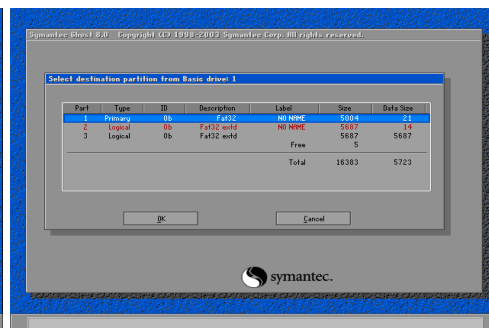 Symantec Ghost 8.0 Copyright (C) 1998-2003 Symantec Corp. All rights reserved.
Select destination partition from Basic drive: 1
Part Type ID Description Label Size Data Size
1 Primary 0b Fat32 NO NAME 5004 21
2 Logical 0b Fat32 extd NO NAME 5687 14
3 Logical 0b Fat32 extd 5687 5687
Free 5
Total 16383 5723
OK Cancel
symantec.